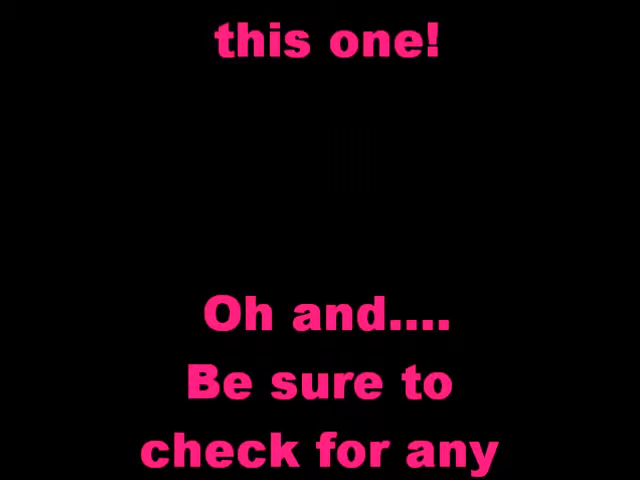 this one!
Oh and....
Be sure to
check for any